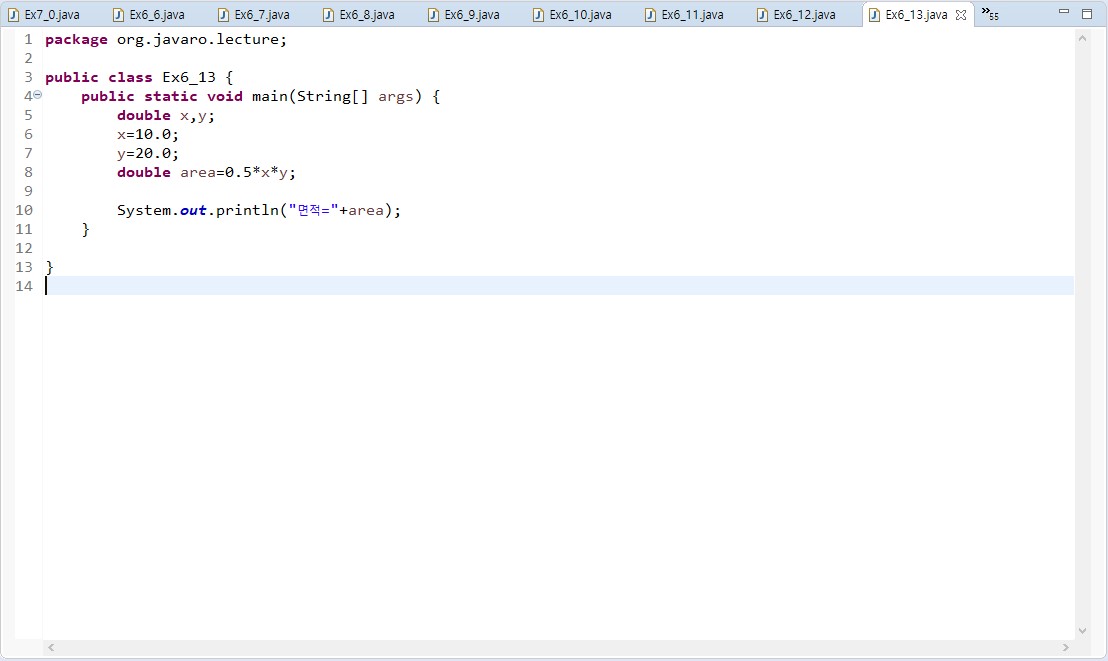 Ex7_0.java Ex6_6.java Ex6_7.java Ex6_8.java Ex6_9.java Ex6_10.java Ex6_11.java Ex6_12.java Ex6_13.java »55
1 package org.javaro.lecture;
2
3 public class Ex6_13 {
4 public static void main(String[] args) {
5 double x,y;
6 x=10.0;
7 y=20.0;
8 double area=0.5*x*y;
9
10 System.out.println("면적="+area);
11 }
12
13 }
14